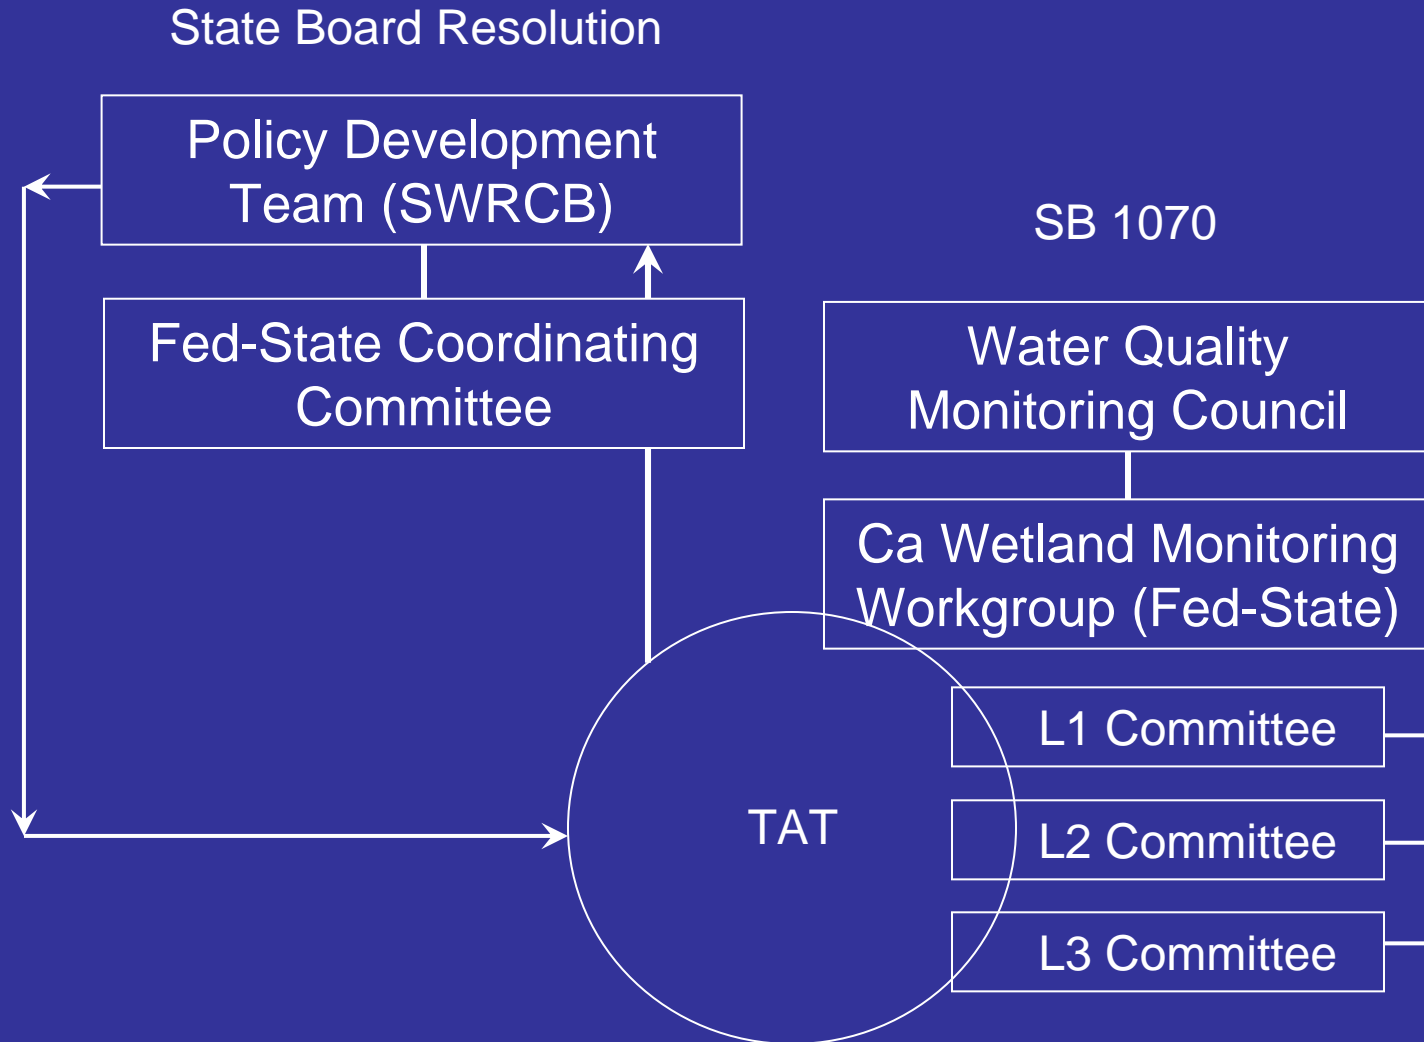 State Board Resolution
Policy Development
Team (SWRCB)
Fed-State Coordinating
Committee
SB 1070
Water Quality
Monitoring Council
Ca Wetland Monitoring
Workgroup (Fed-State)
TAT
L1 Committee
L2 Committee
L3 Committee